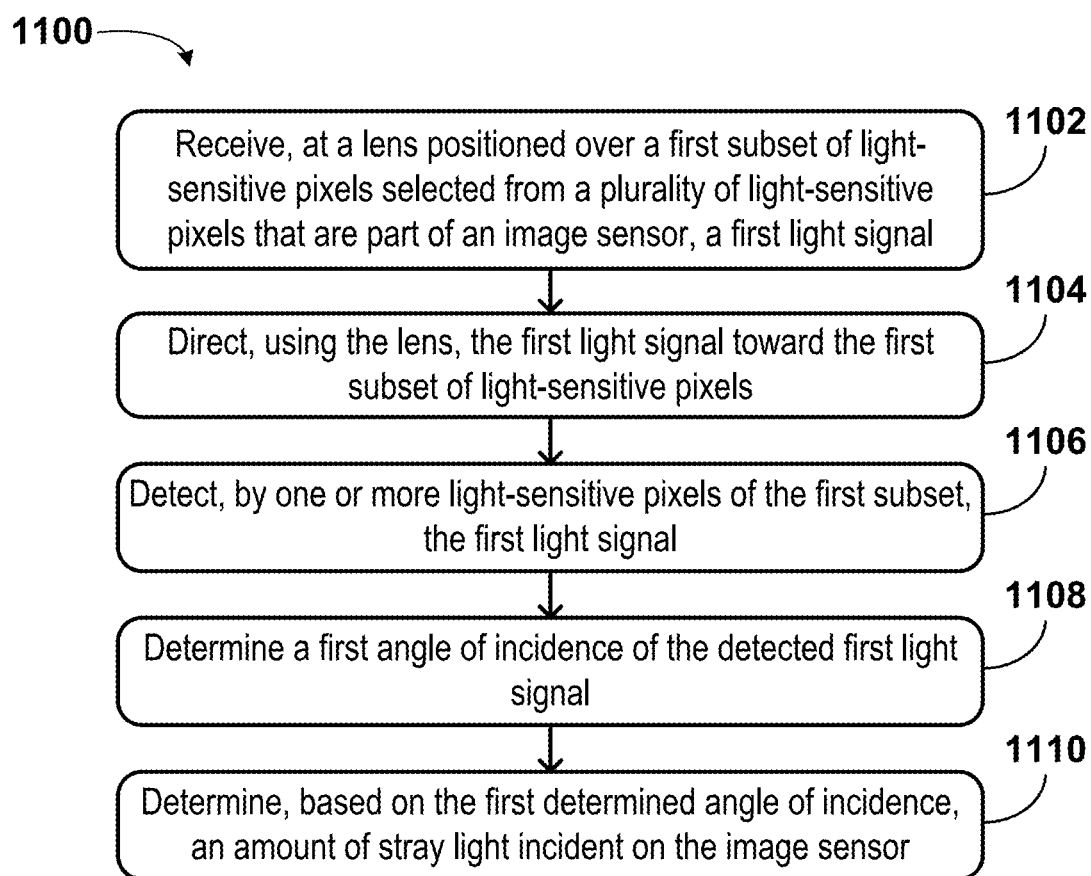 1100
1102
Receive, at a lens positioned over a first subset of light-
sensitive pixels selected from a plurality of light-sensitive
pixels that are part of an image sensor, a first light signal
1104
Direct, using the lens, the first light signal toward the first
subset of light-sensitive pixels
1106
Detect, by one or more light-sensitive pixels of the first subset,
the first light signal
1108
Determine a first angle of incidence of the detected first light
signal
1110
Determine, based on the first determined angle of incidence,
an amount of stray light incident on the image sensor